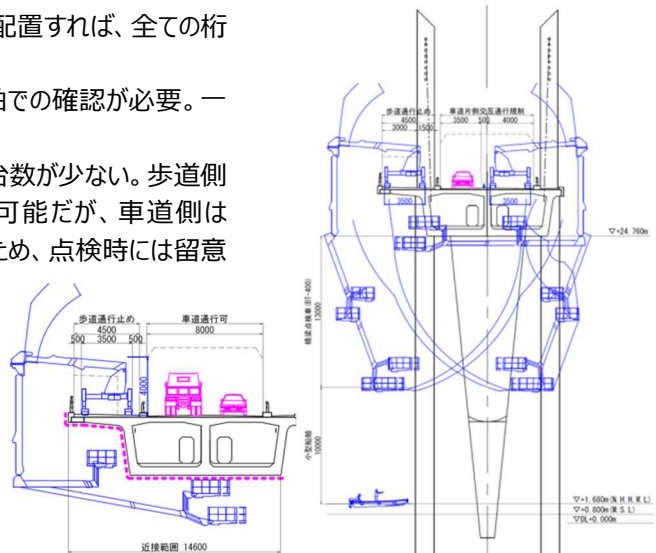 配置すれば、全ての桁
自での確認が必要。一
台数が少ない。歩道側
可能だが、車道側は
ため、点検時には留意
歩道通行止め
4500
3000 1500
車道片側交互通行規制
3500 500 4000
3500
3500
▽+24.760m
橋梁点検車(BT-400)
13000
小型船舶
10000
▽+1.680m(N.H.H.W.L)
▽+0.800m(M.S.L)
▽DL=0.000m
歩道通行止め
4500
500 3500 500
車道通行可
8000
4000
近接範囲 14600